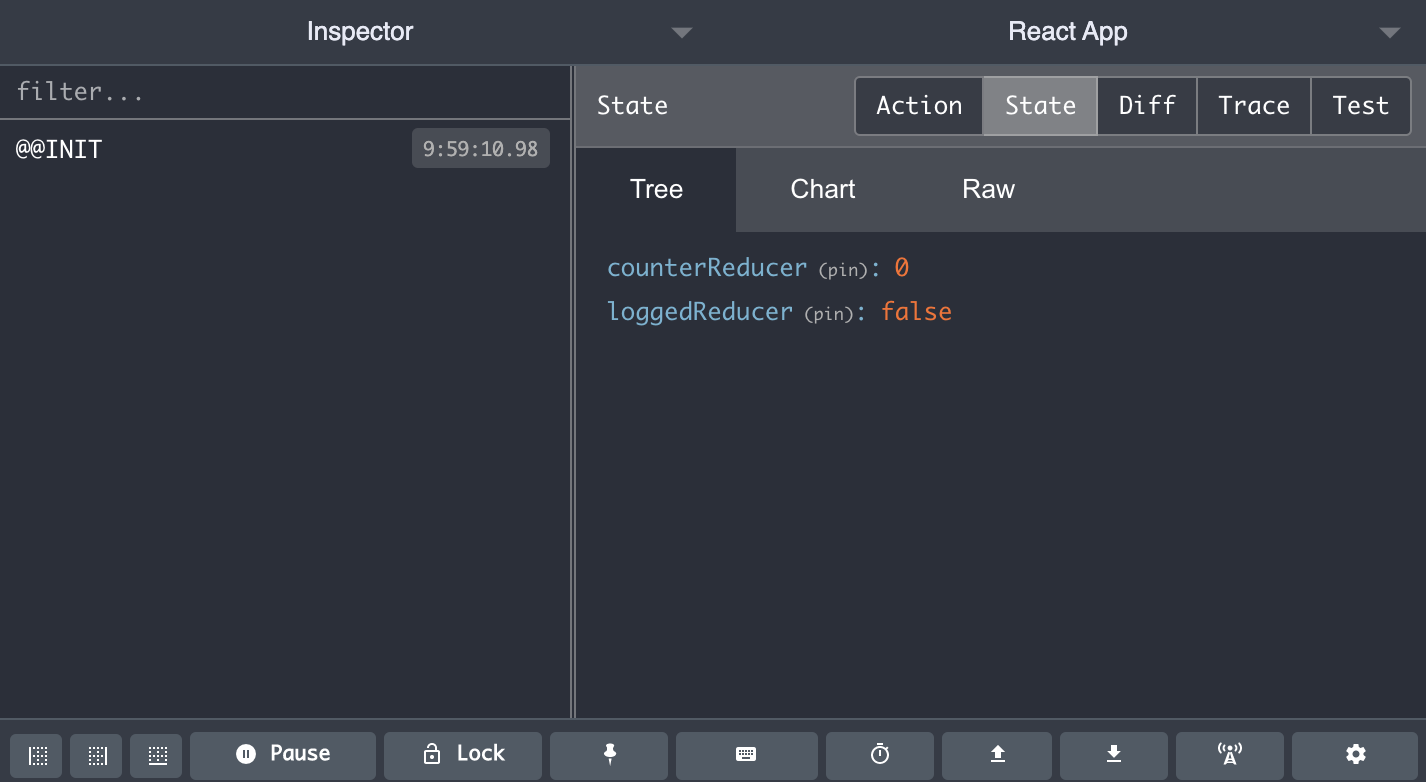 Inspector
React App
filter...
State
Action
State
Diff
Trace
Test
@@INIT
9:59:10.98
Tree
Chart
Raw
counterReducer (pin): 0
loggedReducer (pin): false
Pause
Lock